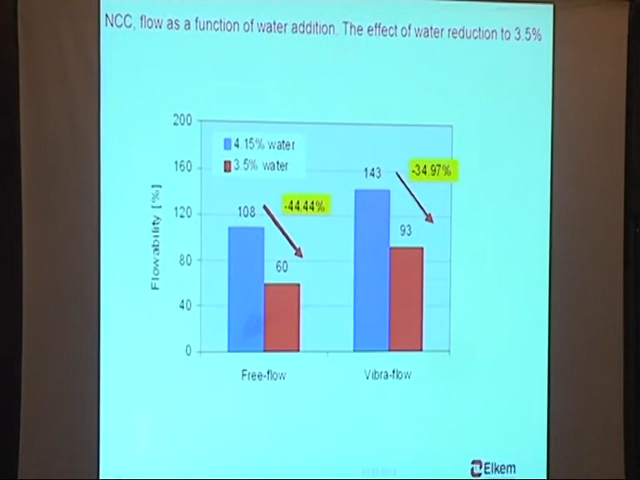 NCC, flow as a function of water addition. The effect of water reduction to 3.5%
200
160
120
80
40
0
Flowability [%]
4.15% water
3.5% water
108
-44.44%
60
143
-34.97%
93
Free-flow
Vibra-flow
Elkem